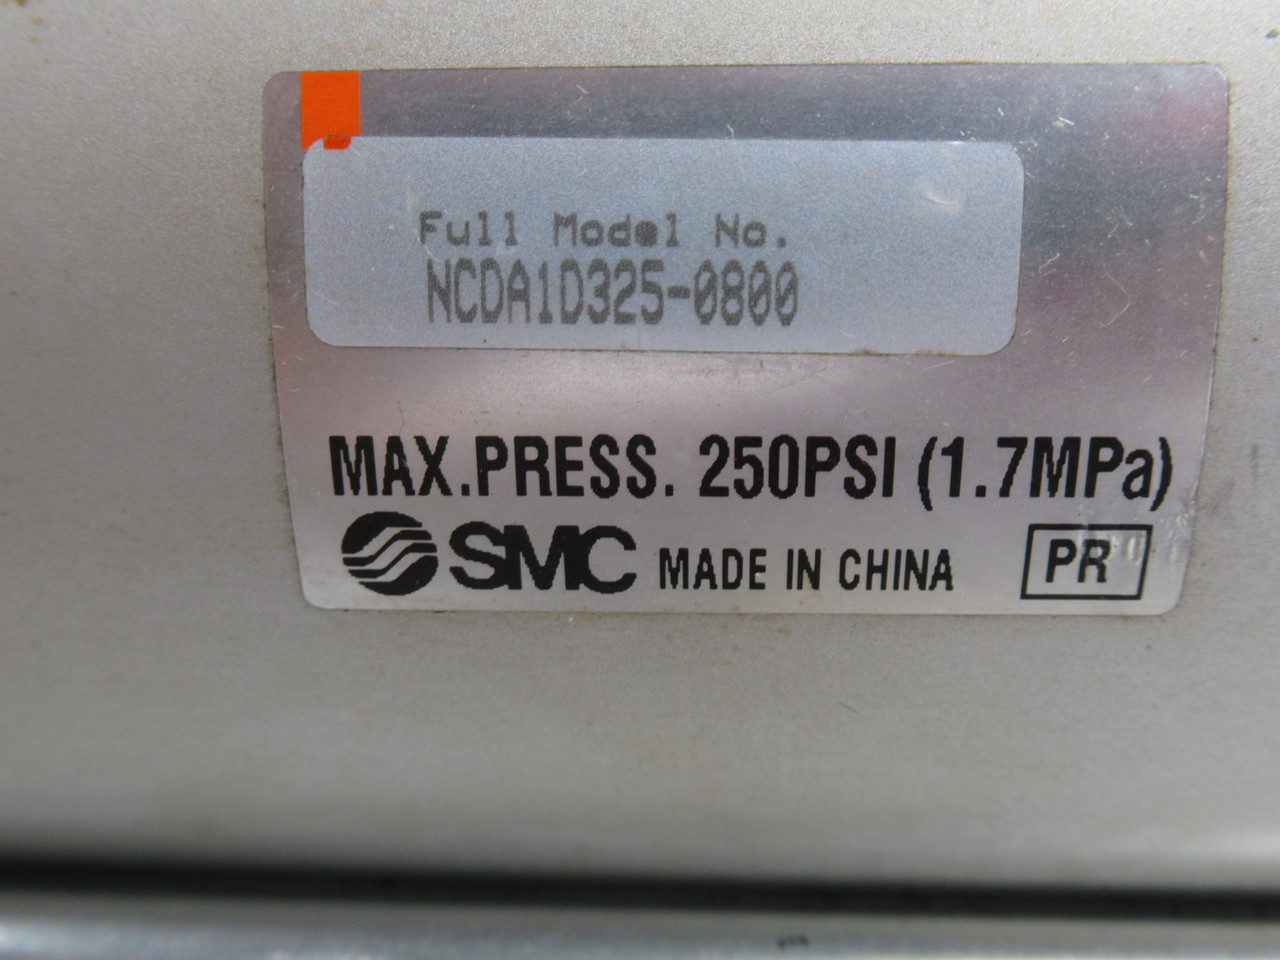 Full Model No.
NCDA1D325-0800
MAX.PRESS. 250PSI (1.7MPa)
SMC MADE IN CHINA PR